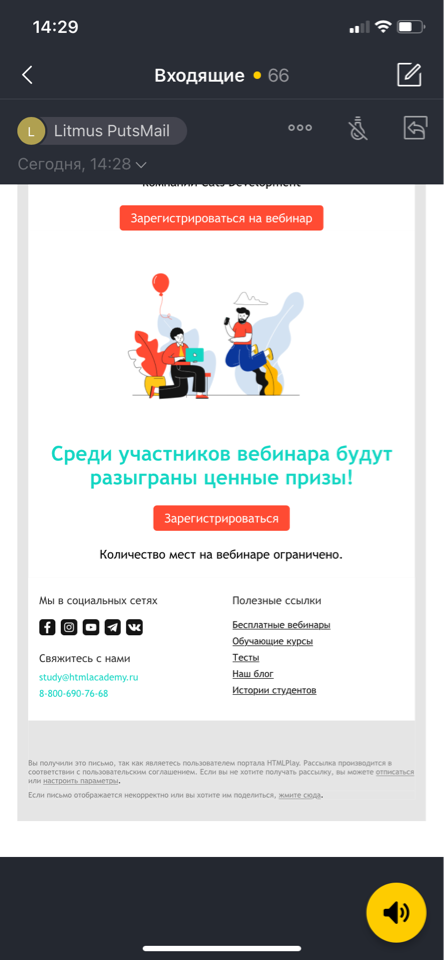 14:29
Входящие • 66
L Litmus PutsMail
Сегодня, 14:28
компании Cats Development
Зарегистрироваться на вебинар
Среди участников вебинара будут
разыграны ценные призы!
Зарегистрироваться
Количество мест на вебинаре ограничено.
Мы в социальных сетях
Свяжитесь с нами
study@htmlacademy.ru
8-800-690-76-68
Полезные ссылки
Бесплатные вебинары
Обучающие курсы
Тесты
Наш блог
Истории студентов
Вы получили это письмо, так как являетесь пользователем портала HTMLPlay. Рассылка производится в
соответствии с пользовательским соглашением. Если вы не хотите получать рассылку, вы можете отписаться
или настроить параметры.
Если письмо отображается некорректно или вы хотите им поделиться, жмите сюда.